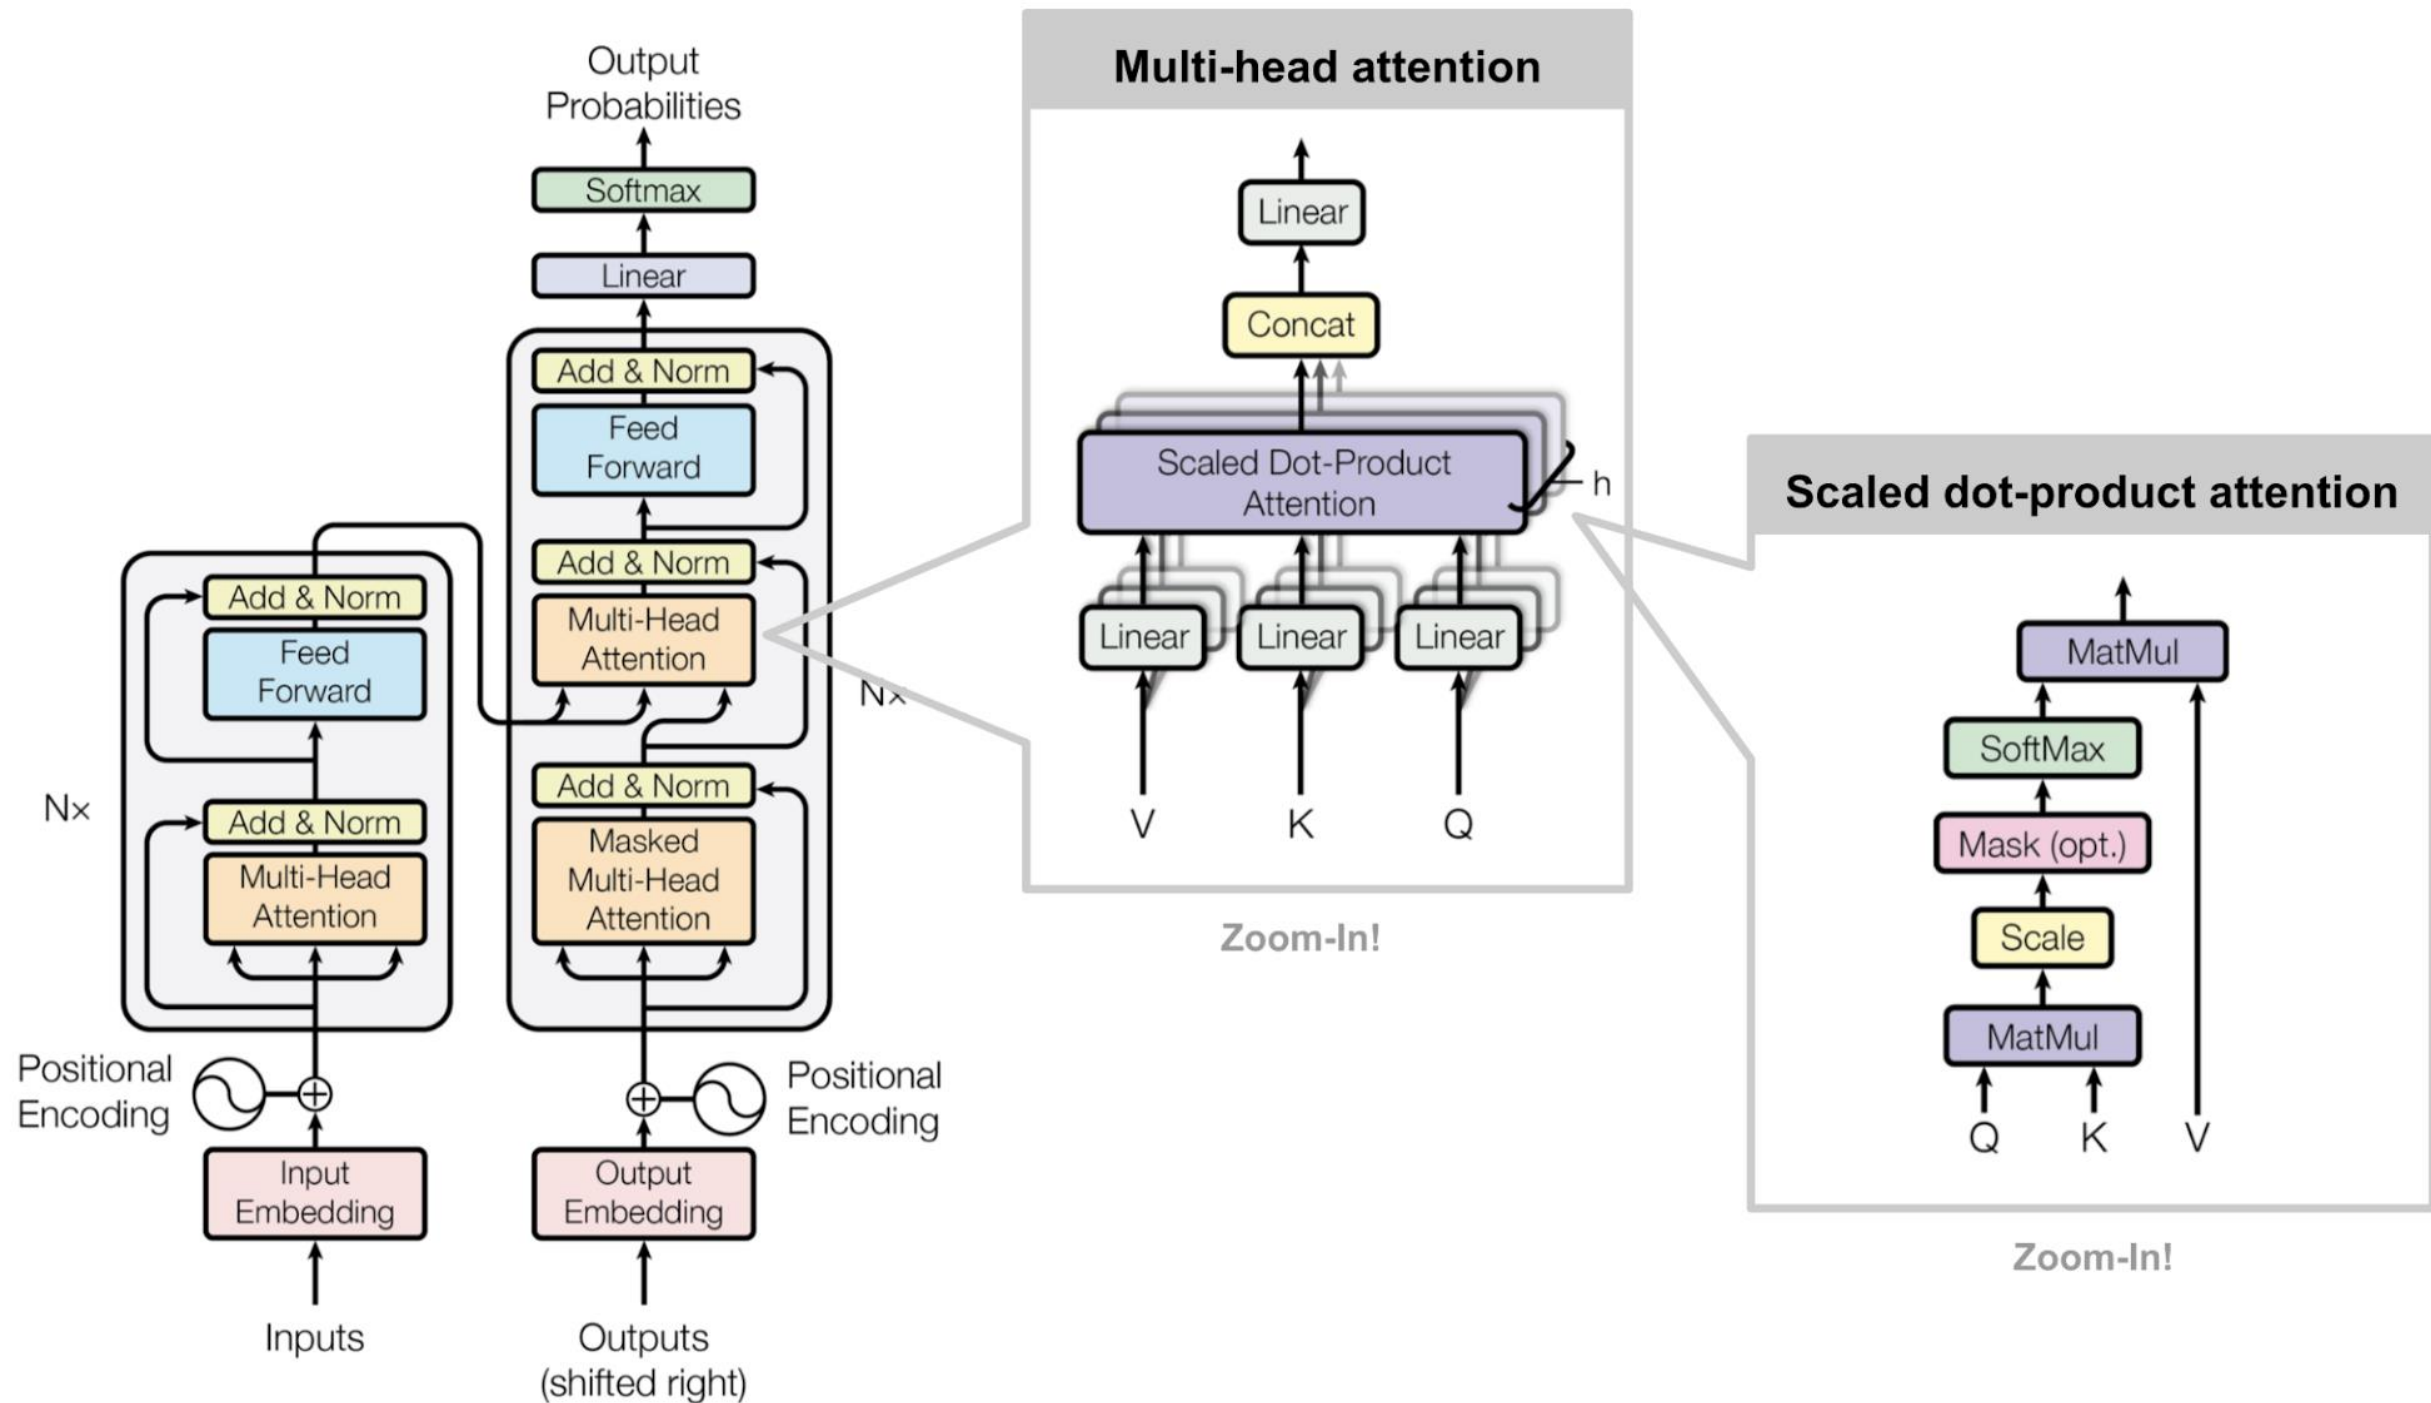 Output
Probabilities
Softmax
Linear
Add & Norm
Feed
Forward
Add & Norm
Multi-Head
Attention
N×
Add & Norm
Masked
Multi-Head
Attention
Positional
Encoding
Output
Embedding
Outputs
(shifted right)
Add & Norm
Feed
Forward
N×
Add & Norm
Multi-Head
Attention
Positional
Encoding
Input
Embedding
Inputs
Multi-head attention
Linear
Concat
Scaled Dot-Product
Attention
h
Linear Linear Linear
V K Q
Zoom-In!
Scaled dot-product attention
MatMul
SoftMax
Mask (opt.)
Scale
MatMul
Q K V
Zoom-In!